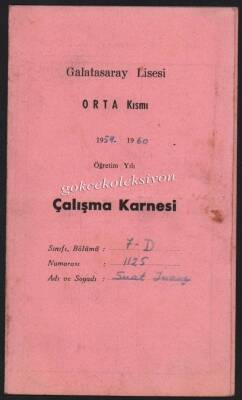 Galatasaray Lisesi
ORTA Kısmı
1959. 1960
Öğretim Yılı
gokcekoleksiyon
Çalışma Karnesi
Sınıfı, Bölümü : 7-D
Numarası : 1125
Adı ve Soyadı : Suat